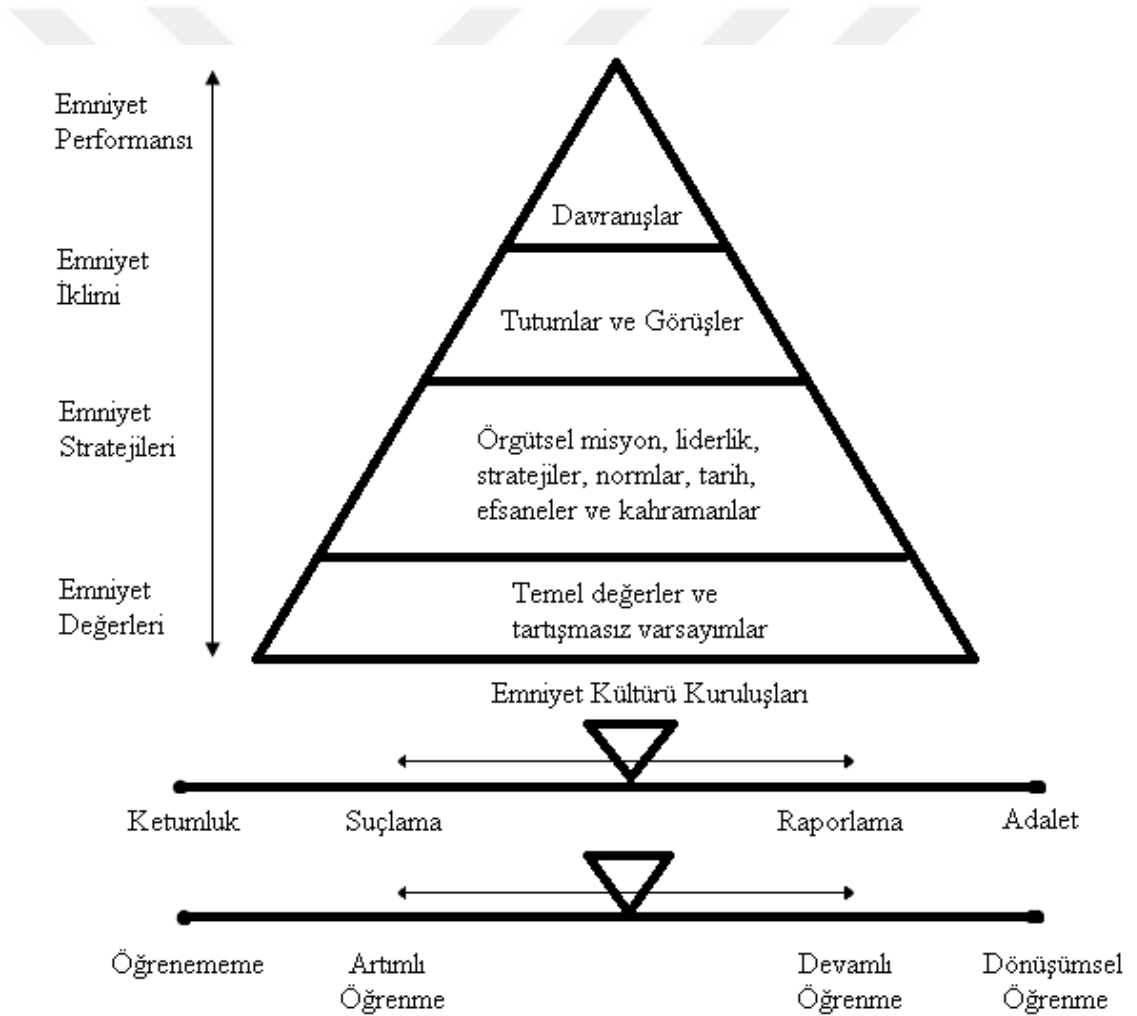 Emniyet
Performansı
Davranışlar
Emniyet
İklimi
Tutumlar ve Görüşler
Emniyet
Stratejileri
Örgütsel misyon, liderlik,
stratejiler, normlar, tarih,
efsaneler ve kahramanlar
Emniyet
Değerleri
Temel değerler ve
tartışmasız varsayımlar
Emniyet Kültürü Kuruluşları
Ketumluk Suçlama Raporlama Adalet
Öğrenememe Artımlı Devamlı Dönüşümsel
Öğrenme Öğrenme Öğrenme